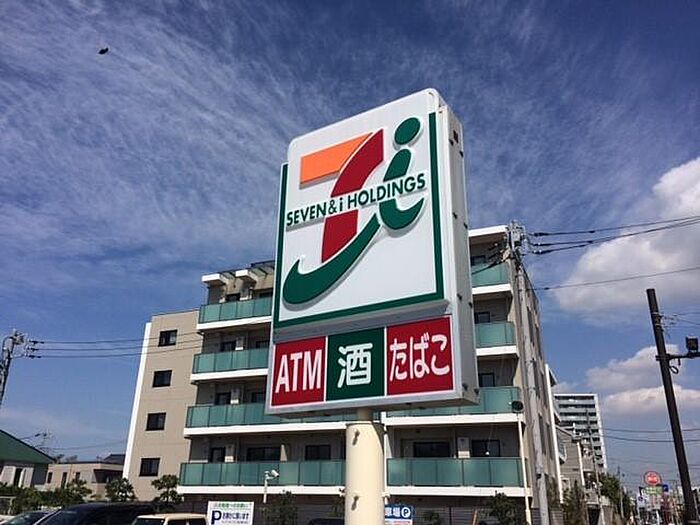 SEVEN & i HOLDINGS
ATM 酒 たばこ